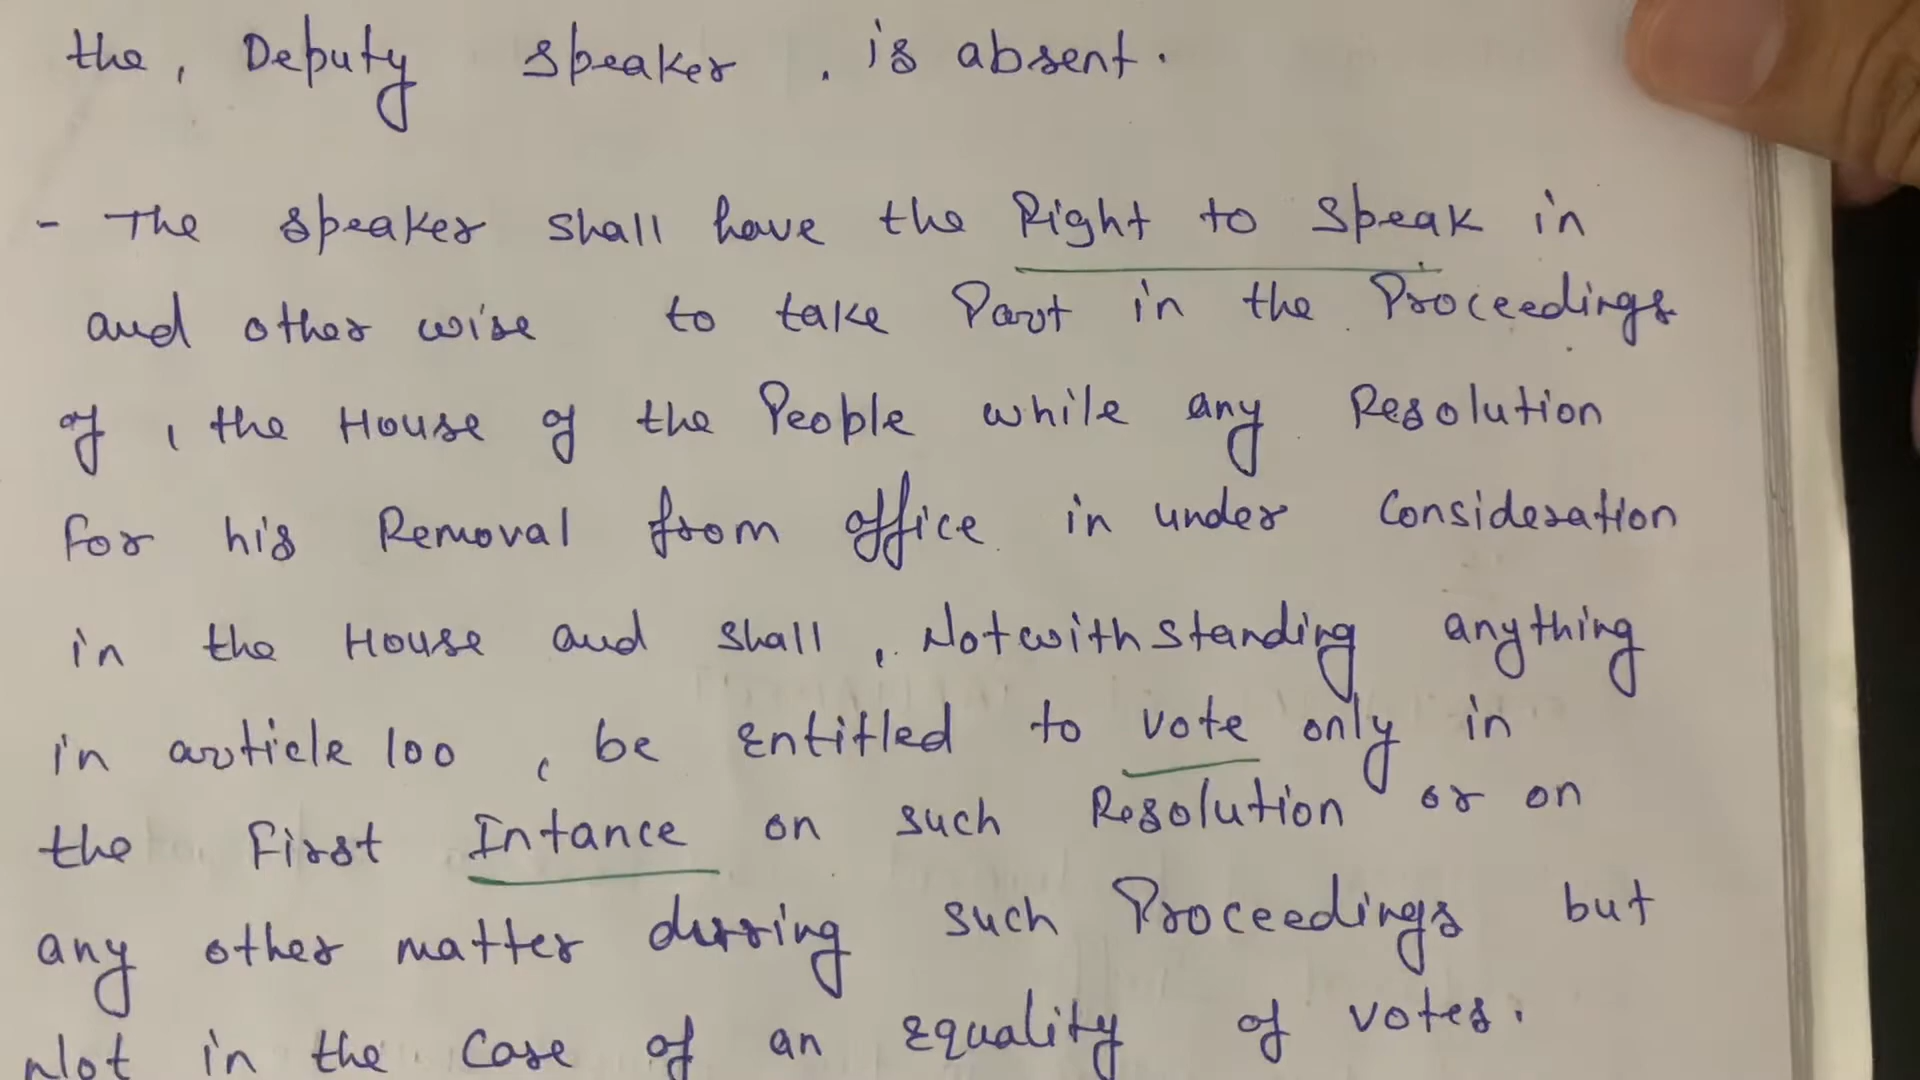 the, Deputy speaker. is absent.
- The speaker shall have the Right to speak in
and other wise to take Part in the Proceedings
of, the House of the People while any Resolution
for his Removal from office in under Consideration
in the House and shall, Notwithstanding anything
in article 100, be Entitled to vote only in
the First Intance on such Resolution or on
any other matter durring such Proceedings but
Not in the Case of an Equality of votes.